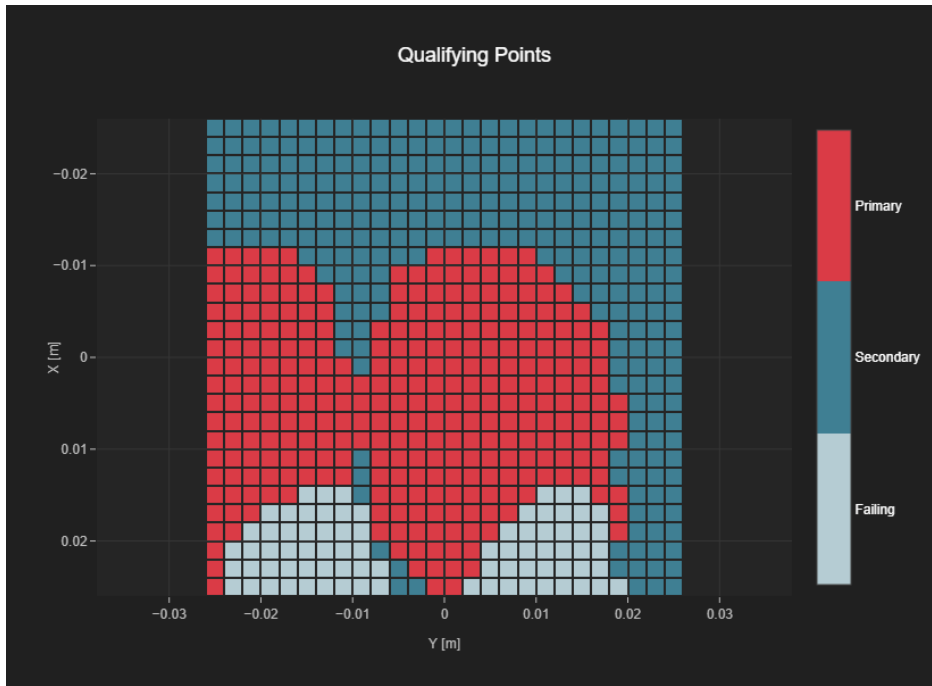 Qualifying Points
−0.02
−0.01
0
0.01
0.02
X [m]
−0.03
−0.02
−0.01
0
0.01
0.02
0.03
Y [m]
Primary
Secondary
Failing